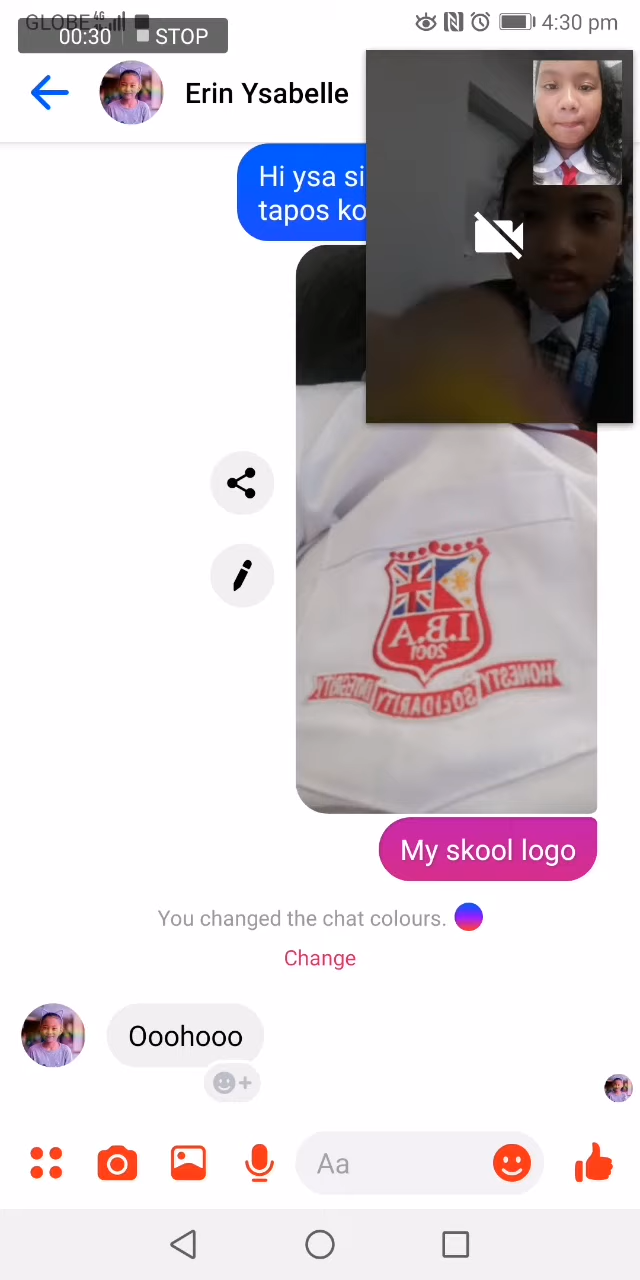 GLOBE 4G 4:30 pm
00:30 STOP
Erin Ysabelle
Hi ysa si
tapos ko
I.B.A
2001
HONESTY SOLIDARITY INTEGRITY
My skool logo
You changed the chat colours.
Change
Ooohooo
Aa